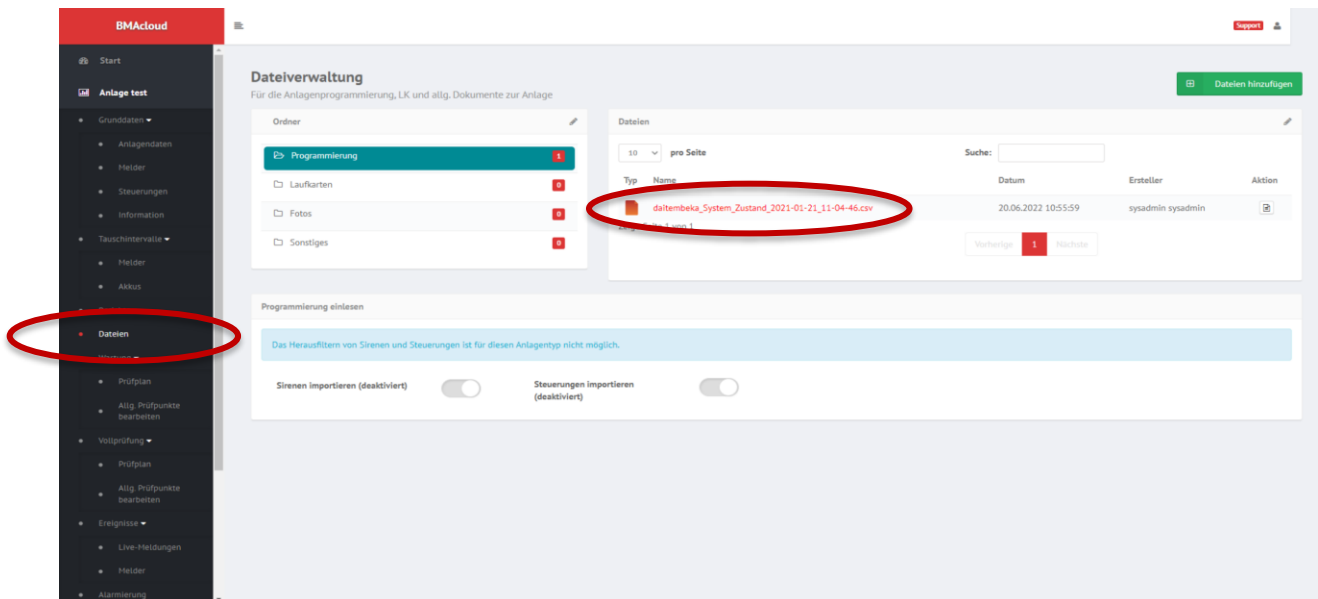 BMAcloud
Support
Start
Anlage test
Grunddaten
Anlagendaten
Melder
Steuerungen
Information
Tauschintervalle
Melder
Akkus
Dateien
Prüfplan
Allg. Prüfpunkte
bearbeiten
Vollprüfung
Prüfplan
Allg. Prüfpunkte
bearbeiten
Ereignisse
Live-Meldungen
Melder
Alarmierung
Dateiverwaltung
Für die Anlagenprogrammierung, LK und allg. Dokumente zur Anlage
Dateien hinzufügen
Ordner
Programmierung 1
Laufkarten 0
Fotos 0
Sonstiges 0
Dateien
10 pro Seite
Suche:
Typ Name Datum Ersteller Aktion
daitembeka_System_Zustand_2021-01-21_11-04-46.csv 20.06.2022 10:55:59 sysadmin sysadmin
1 von 1
Vorherige 1 Nächste
Programmierung einlesen
Das Herausfiltern von Sirenen und Steuerungen ist für diesen Anlagentyp nicht möglich.
Sirenen importieren (deaktiviert)
Steuerungen importieren
(deaktiviert)